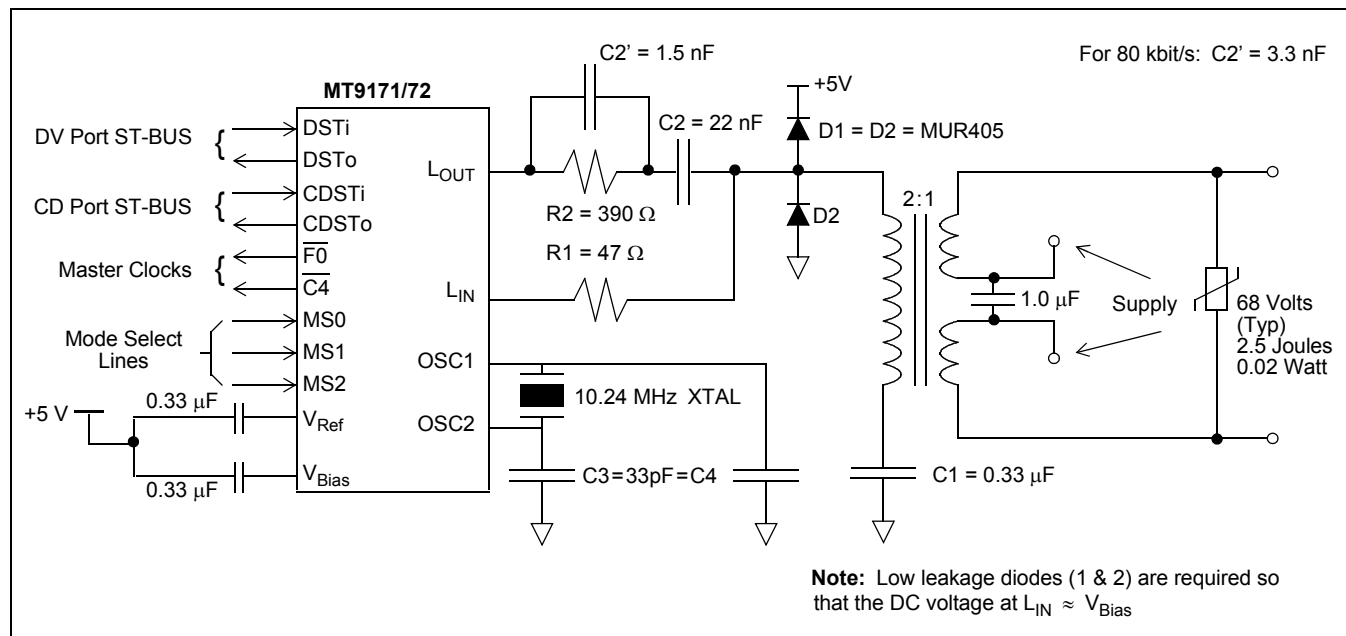 C2' = 1.5 nF
For 80 kbit/s: C2' = 3.3 nF
MT9171/72
+5V
DV Port ST-BUS {
DSTi
DSTo
C2 = 22 nF
D1 = D2 = MUR405
LOUT
CD Port ST-BUS {
CDSTi
CDSTo
R2 = 390 Ω
D2
2:1
Master Clocks {
F0
C4
R1 = 47 Ω
LIN
1.0 μF
Supply
68 Volts
(Typ)
2.5 Joules
0.02 Watt
Mode Select
Lines
MS0
MS1
MS2
OSC1
10.24 MHz XTAL
OSC2
+5 V
0.33 μF
VRef
0.33 μF
VBias
C3=33pF=C4
C1 = 0.33 μF
Note: Low leakage diodes (1 & 2) are required so
that the DC voltage at LIN ≈ VBias